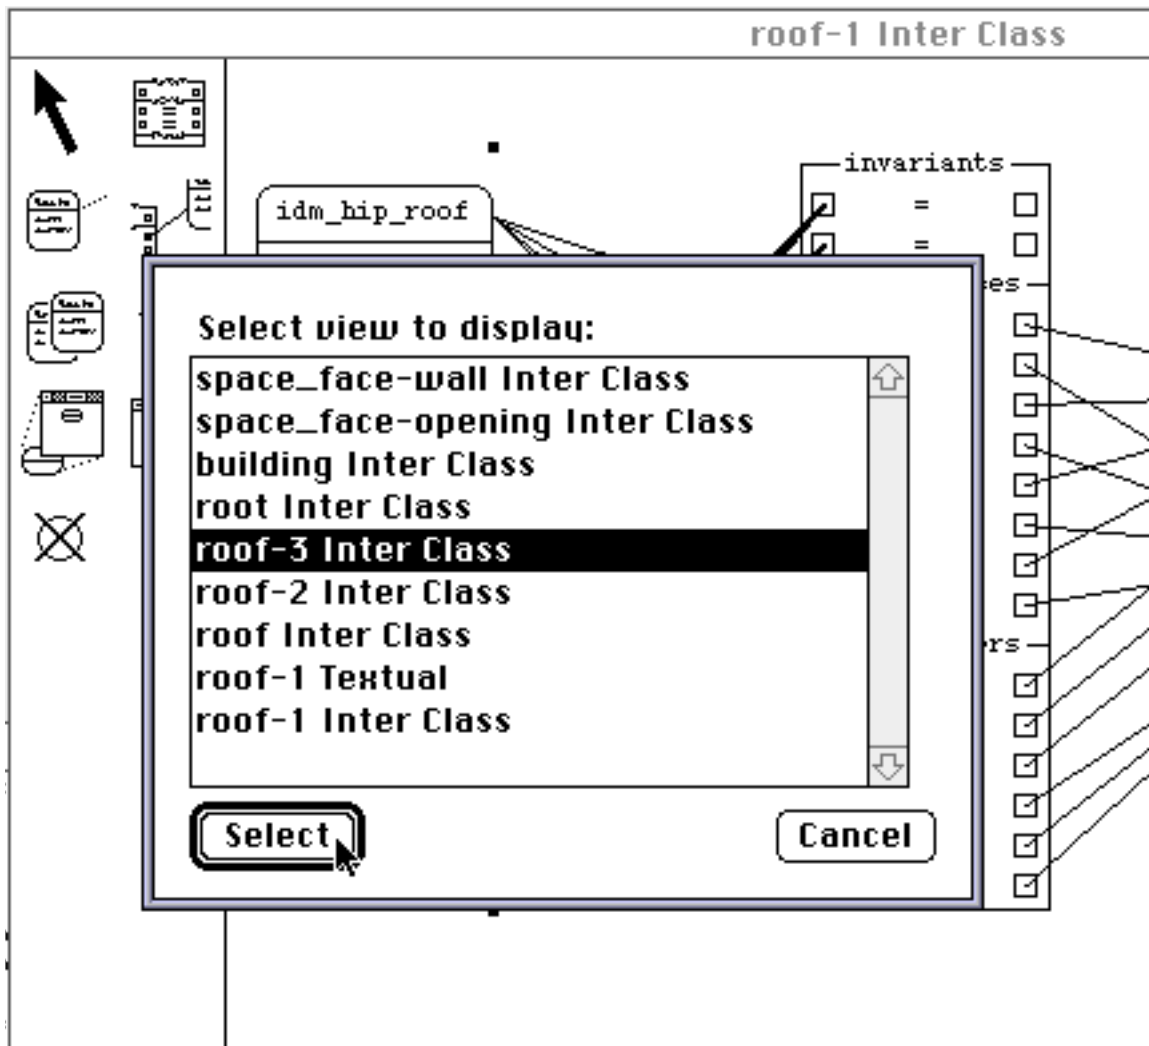 roof-1 Inter Class
invariants
idm_hip_roof
=
=
es
rs
Select view to display:
space_face-wall Inter Class
space_face-opening Inter Class
building Inter Class
root Inter Class
roof-3 Inter Class
roof-2 Inter Class
roof Inter Class
roof-1 Textual
roof-1 Inter Class
Select
Cancel